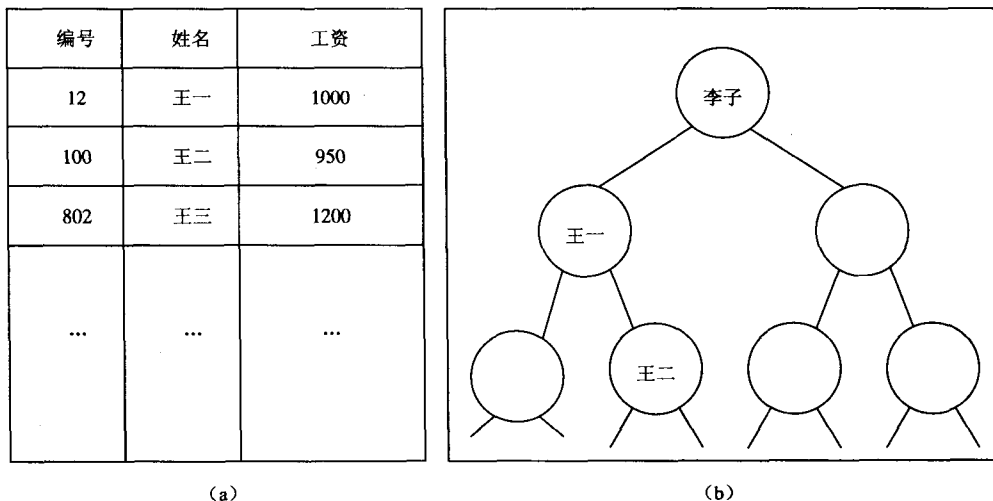 编号 姓名 工资
12 王一 1000
100 王二 950
802 王三 1200
... ... ...
(a)
李子
王一
王二
(b)